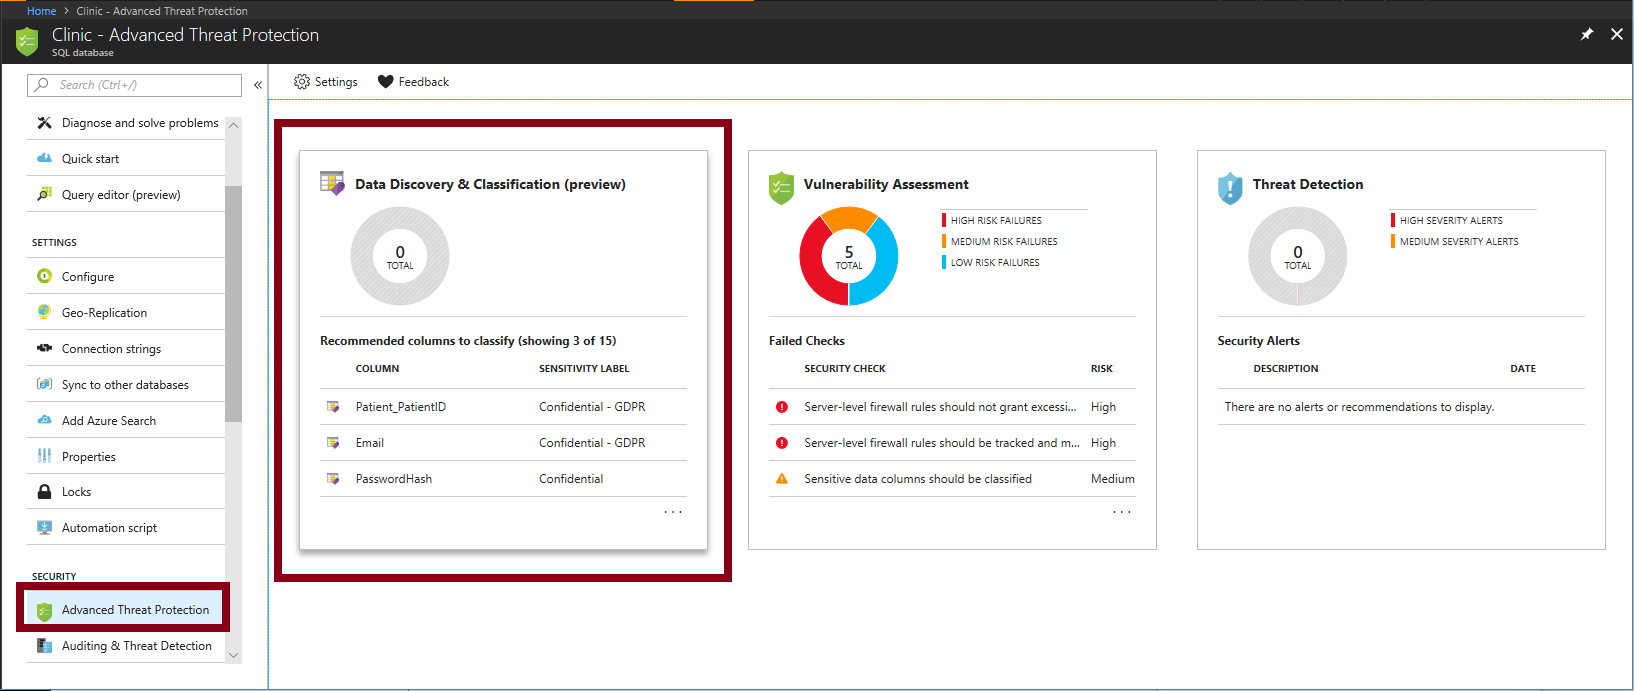 Home > Clinic - Advanced Threat Protection
Clinic - Advanced Threat Protection
SQL database
Search (Ctrl+/)
«
Diagnose and solve problems
Quick start
Query editor (preview)
SETTINGS
Configure
Geo-Replication
Connection strings
Sync to other databases
Add Azure Search
Properties
Locks
Automation script
SECURITY
Advanced Threat Protection
Auditing & Threat Detection
Settings Feedback
Data Discovery & Classification (preview)
0
TOTAL
Recommended columns to classify (showing 3 of 15)
COLUMN SENSITIVITY LABEL
Patient_PatientID Confidential - GDPR
Email Confidential - GDPR
PasswordHash Confidential
...
Vulnerability Assessment
5
TOTAL
HIGH RISK FAILURES
MEDIUM RISK FAILURES
LOW RISK FAILURES
Failed Checks
SECURITY CHECK RISK
Server-level firewall rules should not grant excessi... High
Server-level firewall rules should be tracked and m... High
Sensitive data columns should be classified Medium
...
Threat Detection
0
TOTAL
HIGH SEVERITY ALERTS
MEDIUM SEVERITY ALERTS
Security Alerts
DESCRIPTION DATE
There are no alerts or recommendations to display.